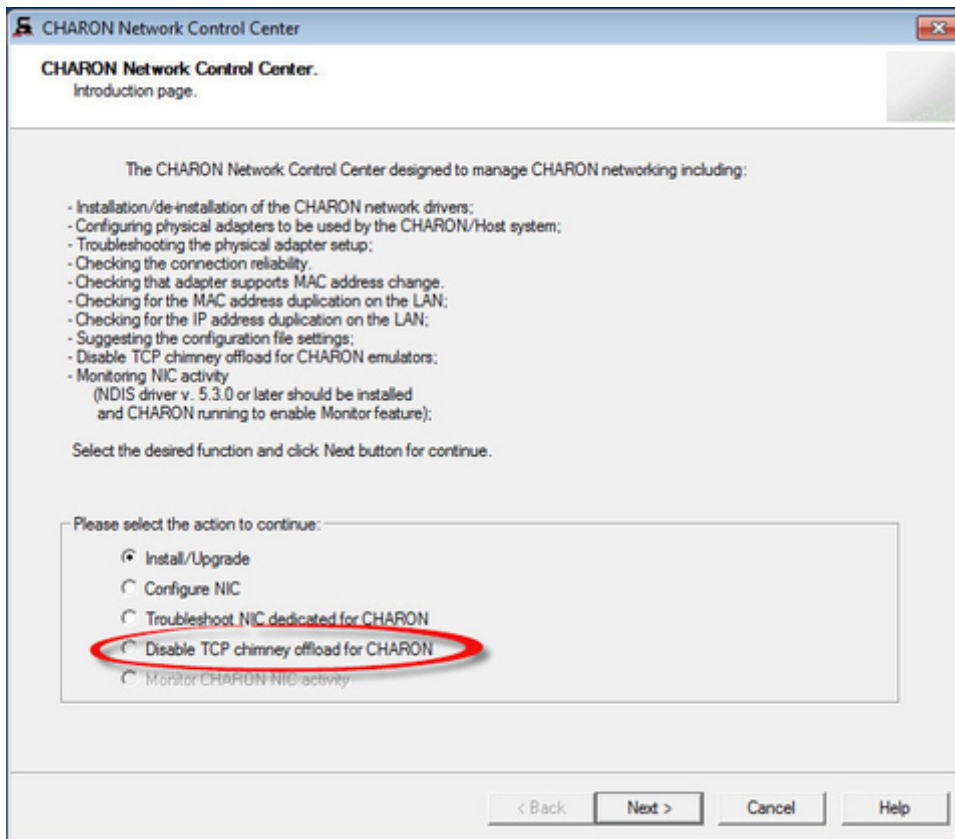 CHARON Network Control Center
CHARON Network Control Center.
Introduction page.
The CHARON Network Control Center designed to manage CHARON networking including:
- Installation/de-installation of the CHARON network drivers;
- Configuring physical adapters to be used by the CHARON/Host system;
- Troubleshooting the physical adapter setup;
- Checking the connection reliability.
- Checking that adapter supports MAC address change.
- Checking for the MAC address duplication on the LAN;
- Checking for the IP address duplication on the LAN;
- Suggesting the configuration file settings;
- Disable TCP chimney offload for CHARON emulators;
- Monitoring NIC activity
(NDIS driver v. 5.3.0 or later should be installed
and CHARON running to enable Monitor feature);
Select the desired function and click Next button for continue.
Please select the action to continue:
Install/Upgrade
Configure NIC
Troubleshoot NIC dedicated for CHARON
Disable TCP chimney offload for CHARON
Monitor CHARON NIC activity
< Back Next > Cancel Help